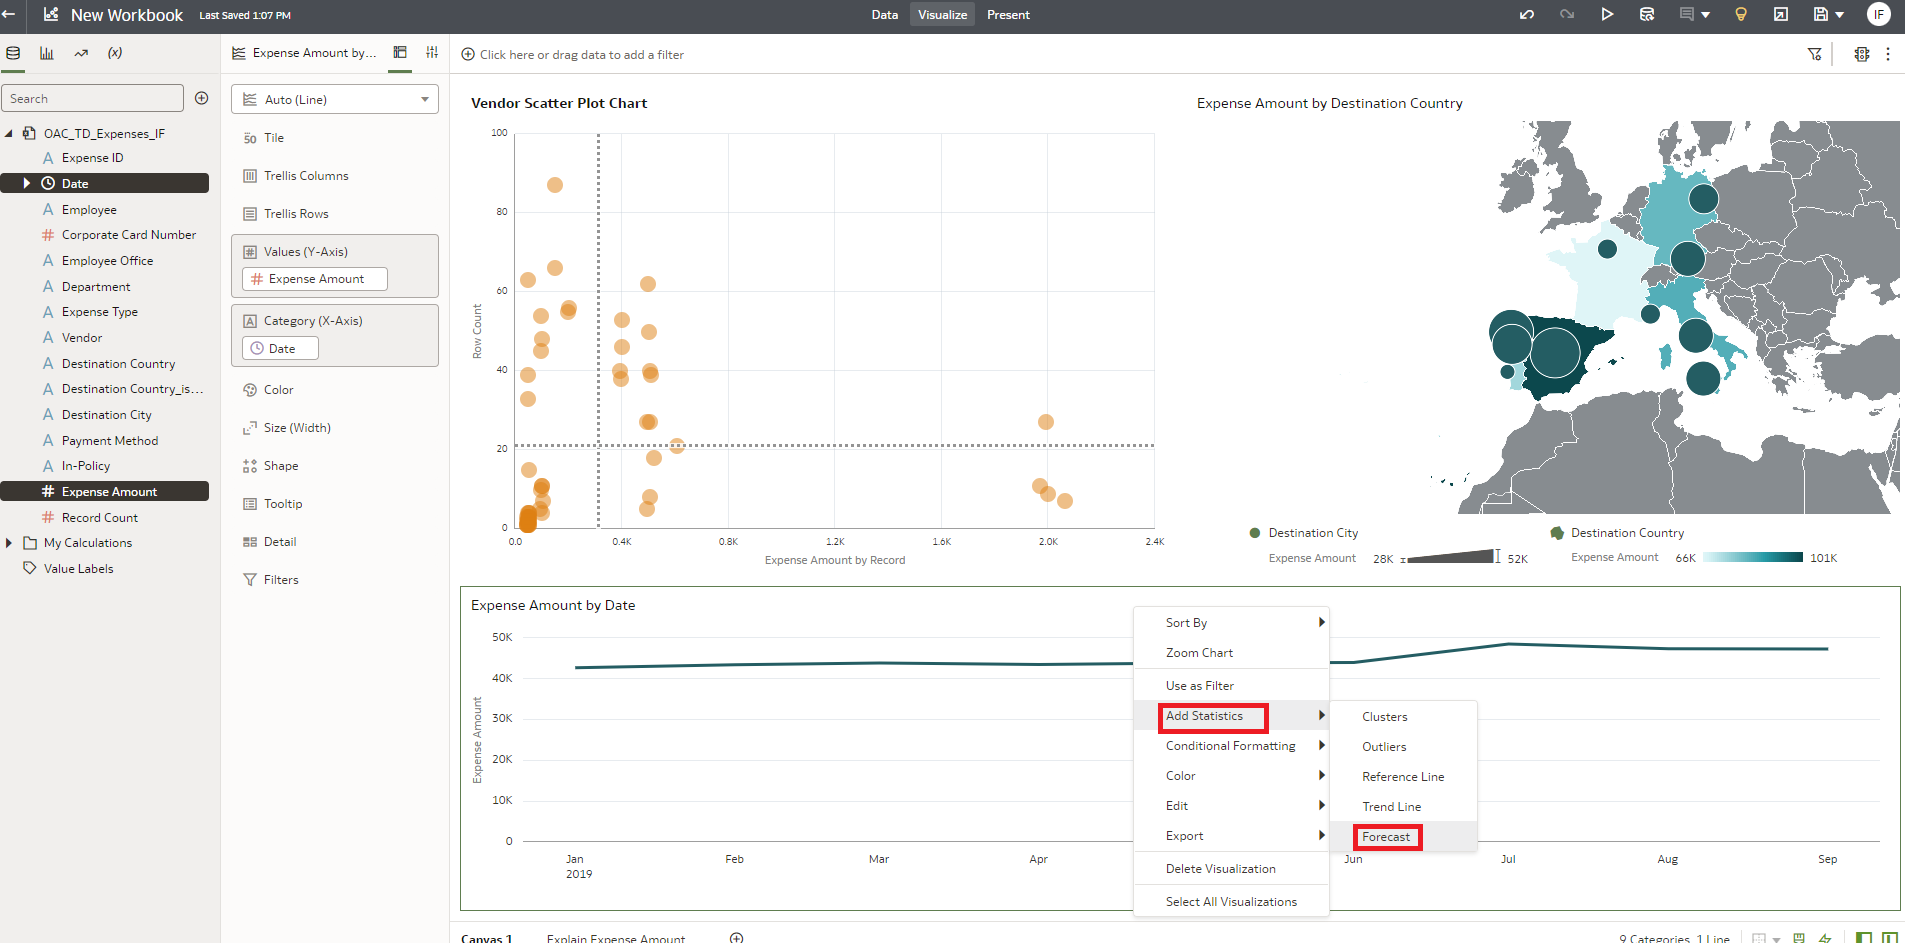 New Workbook Last Saved 1:07 PM
Data Visualize Present
IF
(x)
Expense Amount by...
Click here or drag data to add a filter
Search
OAC_TD_Expenses_IF
A Expense ID
Date
A Employee
# Corporate Card Number
A Employee Office
A Department
A Expense Type
A Vendor
A Destination Country
A Destination Country_is...
A Destination City
A Payment Method
A In-Policy
# Expense Amount
# Record Count
My Calculations
Value Labels
Auto (Line)
50 Tile
Trellis Columns
Trellis Rows
# Values (Y-Axis)
# Expense Amount
A Category (X-Axis)
Date
Color
Size (Width)
Shape
Tooltip
Detail
Filters
Vendor Scatter Plot Chart
100
80
60
40
20
0
Row Count
0.0 0.4K 0.8K 1.2K 1.6K 2.0K 2.4K
Expense Amount by Record
Expense Amount by Destination Country
Destination City
Expense Amount 28K 52K
Destination Country
Expense Amount 66K 101K
Expense Amount by Date
50K
40K
30K
20K
10K
0
Expense Amount
Jan Feb Mar Apr Jun Jul Aug Sep
2019
Sort By
Zoom Chart
Use as Filter
Add Statistics
Conditional Formatting
Color
Edit
Export
Delete Visualization
Select All Visualizations
Clusters
Outliers
Reference Line
Trend Line
Forecast
Canvas 1 Explain Expense Amount
9 Categories, 1 Line